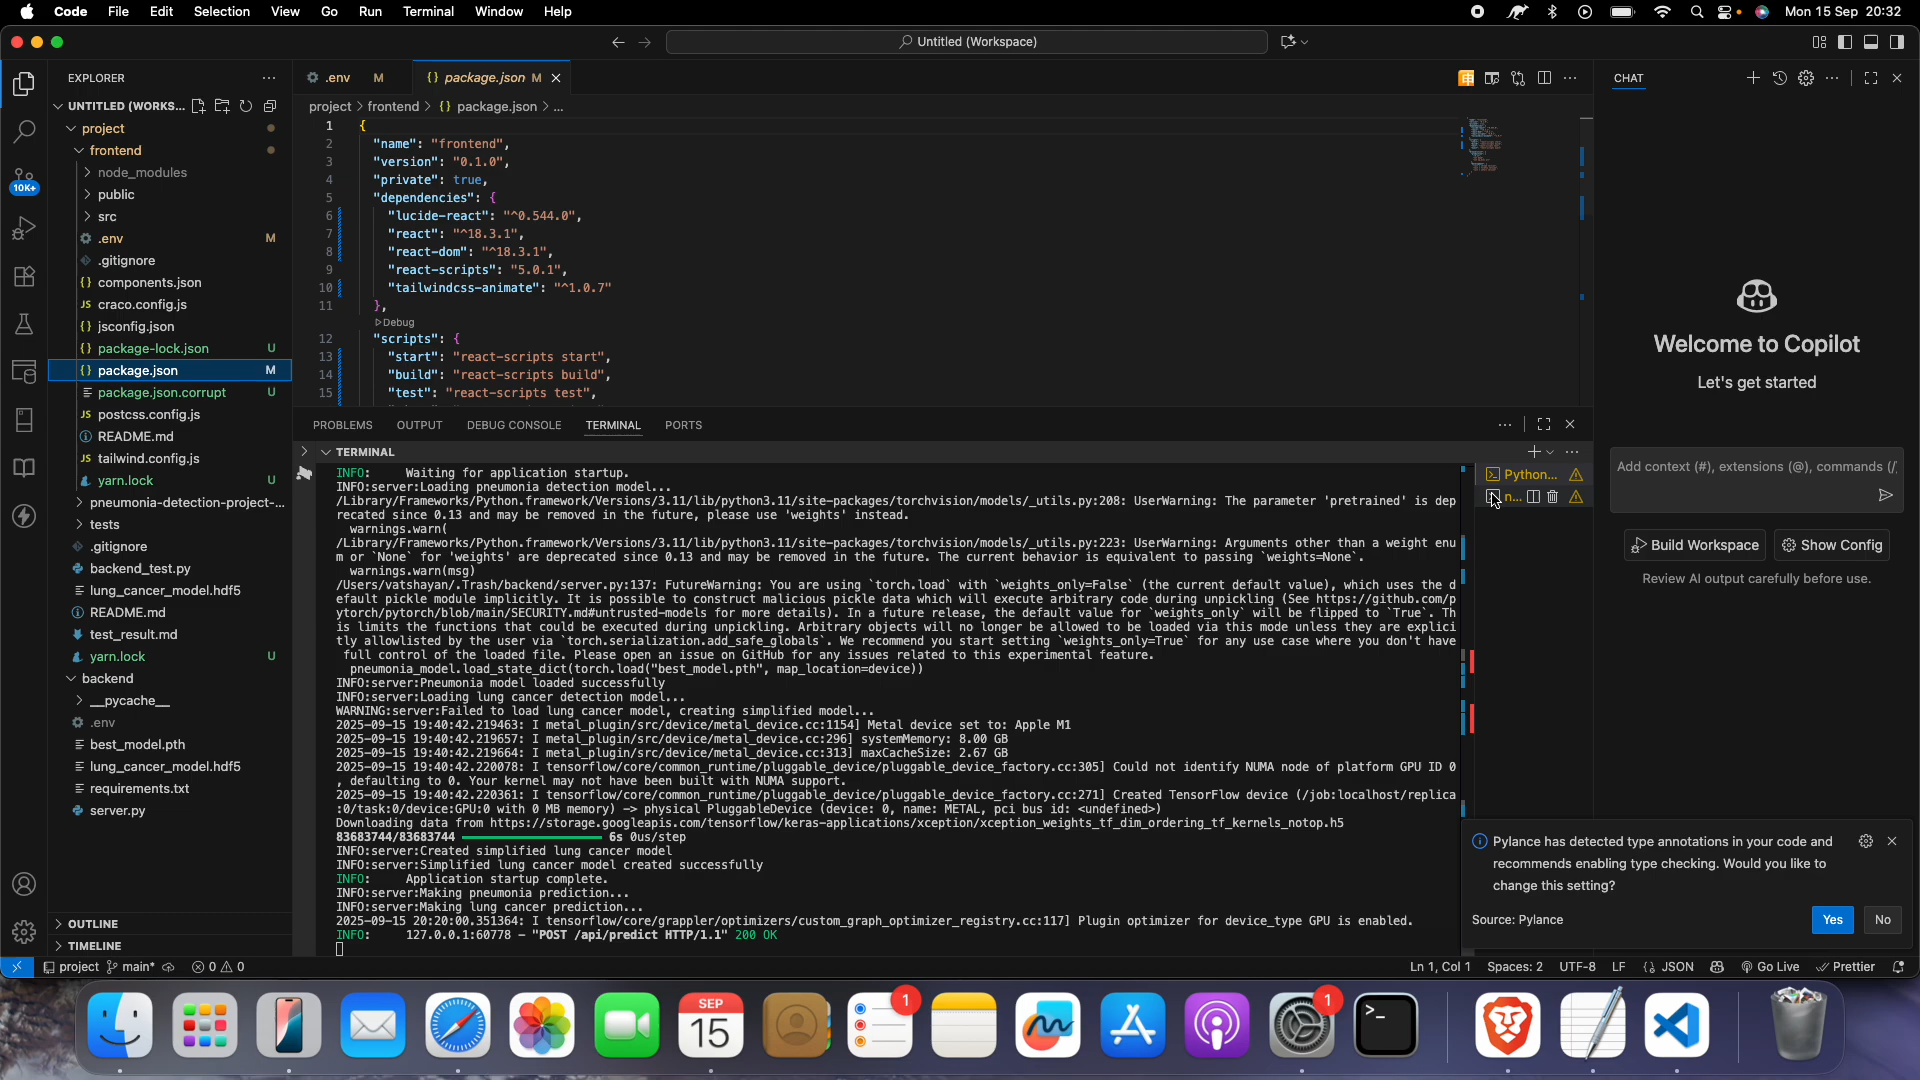 Code File Edit Selection View Go Run Terminal Window Help Mon 15 Sep 20:32
Untitled (Workspace)
EXPLORER
UNTITLED (WORKS...
project
frontend
node_modules
public
src
.env M
.gitignore
components.json
JS craco.config.js
jsconfig.json
package-lock.json U
package.json M
package.json.corrupt U
JS postcss.config.js
README.md
JS tailwind.config.js
yarn.lock U
pneumonia-detection-project-...
tests
.gitignore
backend_test.py
lung_cancer_model.hdf5
README.md
test_result.md
yarn.lock U
backend
__pycache__
.env
best_model.pth
lung_cancer_model.hdf5
requirements.txt
server.py
OUTLINE
TIMELINE
10K+
.env M
{} package.json M
project > frontend > {} package.json > ...
1 {
2 "name": "frontend",
3 "version": "0.1.0",
4 "private": true,
5 "dependencies": {
6 "lucide-react": "^0.544.0",
7 "react": "^18.3.1",
8 "react-dom": "^18.3.1",
9 "react-scripts": "5.0.1",
10 "tailwindcss-animate": "^1.0.7"
11 },
Debug
12 "scripts": {
13 "start": "react-scripts start",
14 "build": "react-scripts build",
15 "test": "react-scripts test",
PROBLEMS OUTPUT DEBUG CONSOLE TERMINAL PORTS
TERMINAL
INFO: Waiting for application startup.
INFO:server:Loading pneumonia detection model...
/Library/Frameworks/Python.framework/Versions/3.11/lib/python3.11/site-packages/torchvision/models/_utils.py:208: UserWarning: The parameter 'pretrained' is dep
recated since 0.13 and may be removed in the future, please use 'weights' instead.
warnings.warn(
/Library/Frameworks/Python.framework/Versions/3.11/lib/python3.11/site-packages/torchvision/models/_utils.py:223: UserWarning: Arguments other than a weight enu
m or `None` for 'weights' are deprecated since 0.13 and may be removed in the future. The current behavior is equivalent to passing `weights=None`.
warnings.warn(msg)
/Users/vatshayan/.Trash/backend/server.py:137: FutureWarning: You are using `torch.load` with `weights_only=False` (the current default value), which uses the d
efault pickle module implicitly. It is possible to construct malicious pickle data which will execute arbitrary code during unpickling (See https://github.com/p
ytorch/pytorch/blob/main/SECURITY.md#untrusted-models for more details). In a future release, the default value for `weights_only` will be flipped to `True`. Th
is limits the functions that could be executed during unpickling. Arbitrary objects will no longer be allowed to be loaded via this mode unless they are explici
tly allowlisted by the user via `torch.serialization.add_safe_globals`. We recommend you start setting `weights_only=True` for any use case where you don't have
full control of the loaded file. Please open an issue on GitHub for any issues related to this experimental feature.
pneumonia_model.load_state_dict(torch.load("best_model.pth", map_location=device))
INFO:server:Pneumonia model loaded successfully
INFO:server:Loading lung cancer detection model...
WARNING:server:Failed to load lung cancer model, creating simplified model...
2025-09-15 19:40:42.219463: I metal_plugin/src/device/metal_device.cc:1154] Metal device set to: Apple M1
2025-09-15 19:40:42.219657: I metal_plugin/src/device/metal_device.cc:296] systemMemory: 8.00 GB
2025-09-15 19:40:42.219664: I metal_plugin/src/device/metal_device.cc:313] maxCacheSize: 2.67 GB
2025-09-15 19:40:42.220078: I tensorflow/core/common_runtime/pluggable_device/pluggable_device_factory.cc:305] Could not identify NUMA node of platform GPU ID 0
, defaulting to 0. Your kernel may not have been built with NUMA support.
2025-09-15 19:40:42.220361: I tensorflow/core/common_runtime/pluggable_device/pluggable_device_factory.cc:271] Created TensorFlow device (/job:localhost/replica
:0/task:0/device:GPU:0 with 0 MB memory) -> physical PluggableDevice (device: 0, name: METAL, pci bus id: <undefined>)
Downloading data from https://storage.googleapis.com/tensorflow/keras-applications/xception/xception_weights_tf_dim_ordering_tf_kernels_notop.h5
83683744/83683744 6s 0us/step
INFO:server:Created simplified lung cancer model
INFO:server:Simplified lung cancer model created successfully
INFO: Application startup complete.
INFO:server:Making pneumonia prediction...
INFO:server:Making lung cancer prediction...
2025-09-15 20:20:00.351364: I tensorflow/core/grappler/optimizers/custom_graph_optimizer_registry.cc:117] Plugin optimizer for device_type GPU is enabled.
INFO: 127.0.0.1:60778 - "POST /api/predict HTTP/1.1" 200 OK
Python...
n...
CHAT
Welcome to Copilot
Let's get started
Add context (#), extensions (@), commands (/
Build Workspace
Show Config
Review AI output carefully before use.
Pylance has detected type annotations in your code and
recommends enabling type checking. Would you like to
change this setting?
Source: Pylance
Yes
No
project main* 0 0 Ln 1, Col 1 Spaces: 2 UTF-8 LF {} JSON Go Live Prettier
SEP
15
1
1